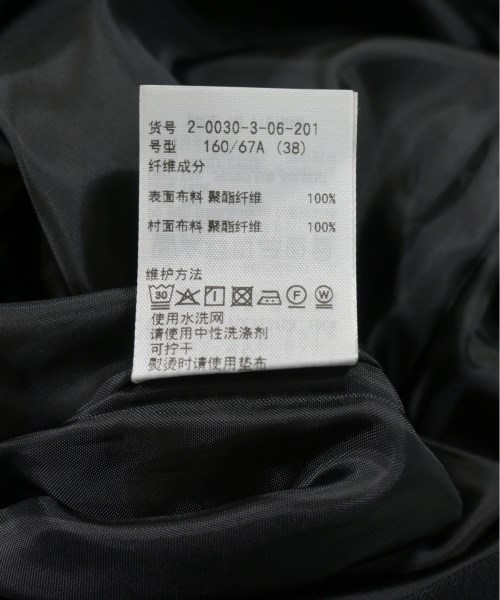 货号 2-0030-3-06-201
号型 160/67A (38)
纤维成分
表面布料 聚酯纤维 100%
村面布料 聚酯纤维 100%
维护方法
30 F W
使用水洗网
请使用中性洗涤剂
可拧干
熨烫时请使用垫布